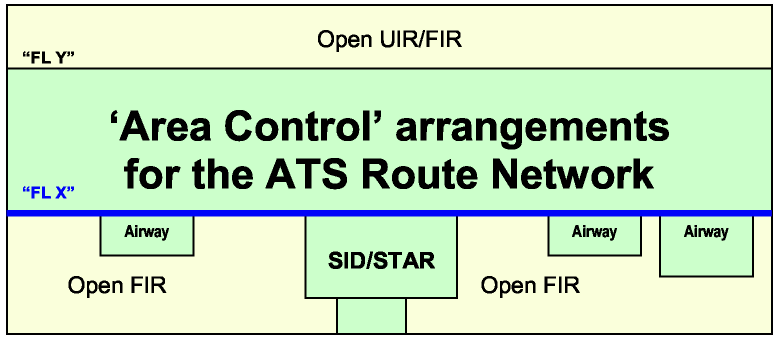 Open UIR/FIR
“FL Y”
‘Area Control’ arrangements
for the ATS Route Network
“FL X”
Airway
SID/STAR
Airway
Airway
Open FIR
Open FIR